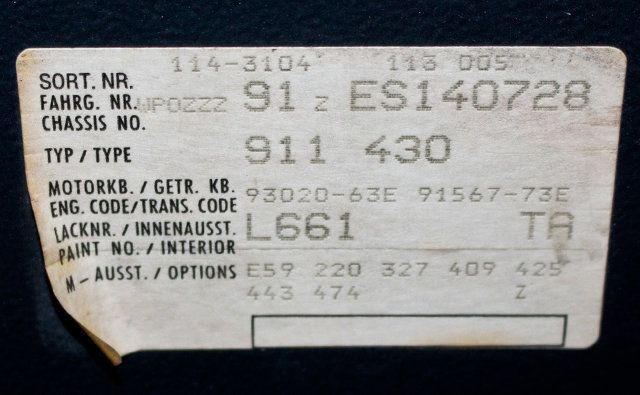 114-3104 113 005
SORT. NR.
FAHRG. NR. WPOZZZ 91 Z ES140728
CHASSIS NO.
TYP / TYPE 911 430
MOTORKB. / GETR. KB. 93020-63E 91567-73E
ENG. CODE/TRANS. CODE
LACKNR. / INNENAUSST. L661 TA
PAINT NO. / INTERIOR
M – AUSST. / OPTIONS E59 220 327 409 425
443 474 Z